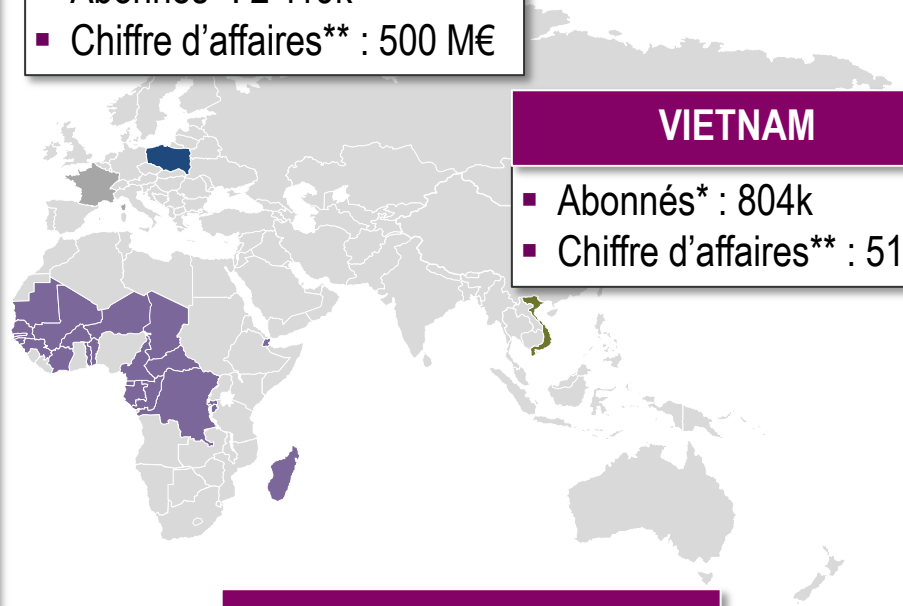 Chiffre d'affaires** : 500 M€
VIETNAM
Abonnés* : 804k
Chiffre d'affaires** : 51